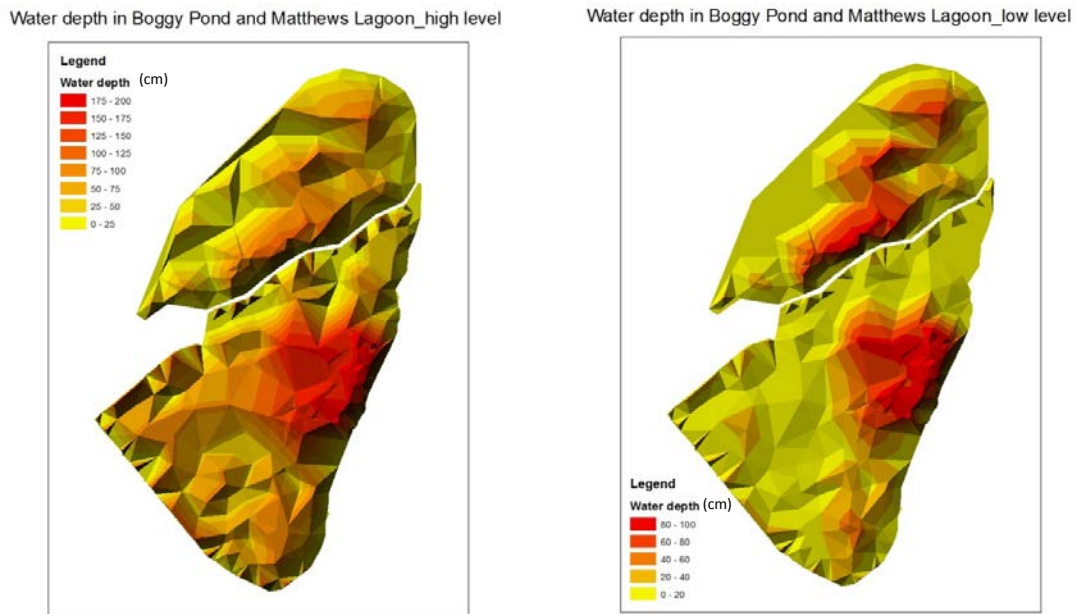 Water depth in Boggy Pond and Matthews Lagoon_high level
Legend
Water depth (cm)
175 - 200
150 - 175
125 - 150
100 - 125
75 - 100
50 - 75
25 - 50
0 - 25
Water depth in Boggy Pond and Matthews Lagoon_low level
Legend
Water depth (cm)
80 - 100
60 - 80
40 - 60
20 - 40
0 - 20